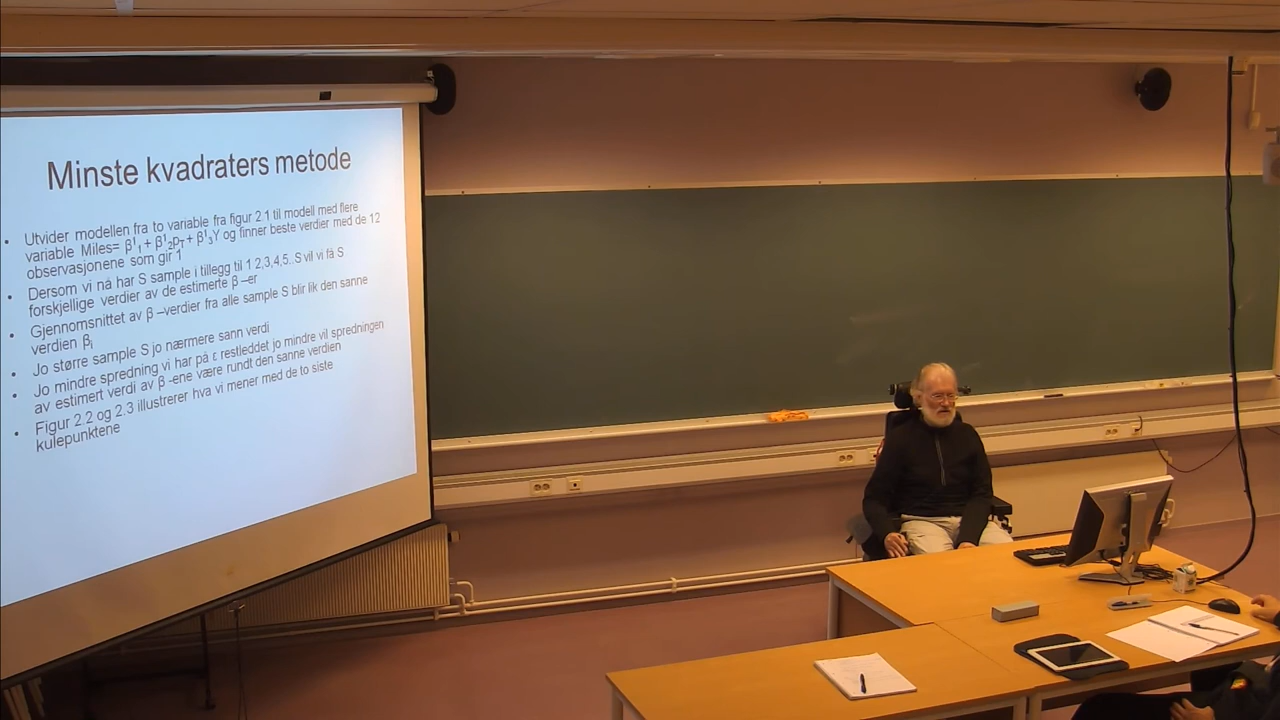 Minste kvadraters metode
• Utvider modellen fra to variable fra figur 2.1 til modell med flere
variable Miles= β¹₁ + β¹₂p_T + β¹₃Y og finner beste verdier med de 12
observasjonene som gir 1
• Dersom vi nå har S sample i tillegg til 1 2,3,4,5..S vil vi få S
forskjellige verdier av de estimerte β –er
• Gjennomsnittet av β –verdier fra alle sample S blir lik den sanne
verdien βᵢ
• Jo større sample S jo nærmere sann verdi
• Jo mindre spredning vi har på ε restleddet jo mindre vil spredningen
av estimert verdi av β -ene være rundt den sanne verdien
• Figur 2.2 og 2.3 illustrerer hva vi mener med de to siste
kulepunktene